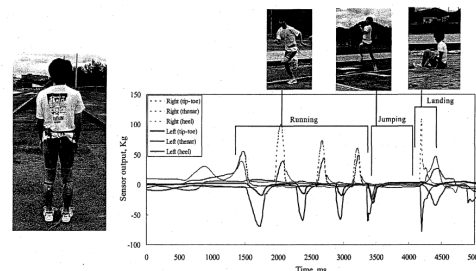 Landing
Running
Jumping
Right (tip-toe)
Right (thenar)
Right (heel)
Left (tip-toe)
Left (thenar)
Left (heel)
Sensor output, Kg
150
100
50
0
-50
-100
0
500
1000
1500
2000
2500
3000
3500
4000
4500
Time, ms